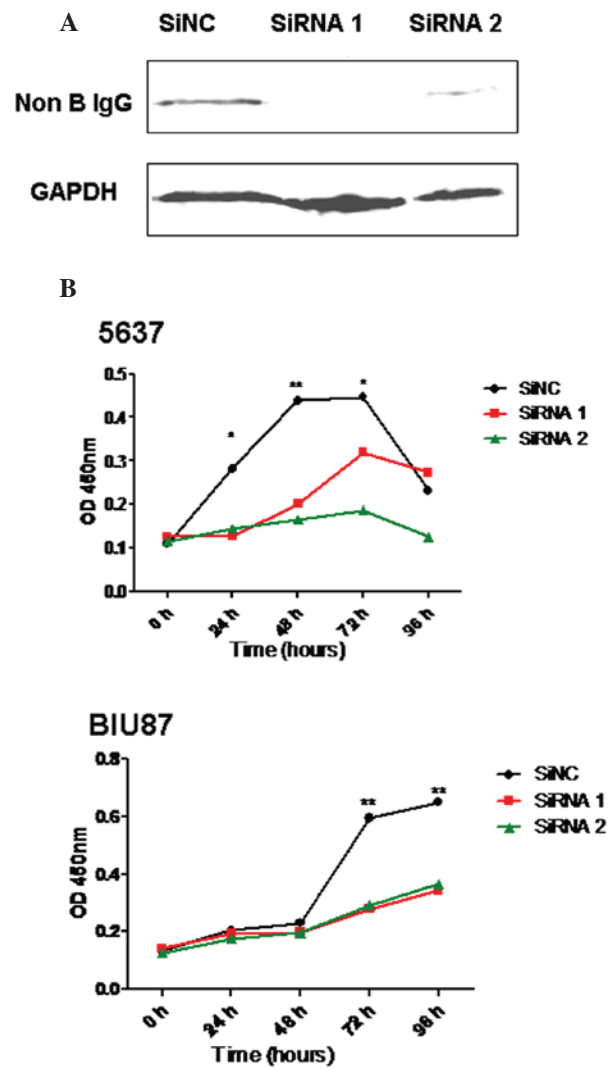 A
SiNC SiRNA 1 SiRNA 2
Non B IgG
GAPDH
B
5637
0.5
0.4
0.3
0.2
0.1
0.0
OD 450nm
* ** *
SiNC
SiRNA 1
SiRNA 2
0 h 24 h 48 h 72 h 96 h
Time (hours)
BIU87
0.8
0.6
0.4
0.2
0.0
OD 450nm
** **
SiNC
SiRNA 1
SiRNA 2
0 h 24 h 48 h 72 h 96 h
Time (hours)